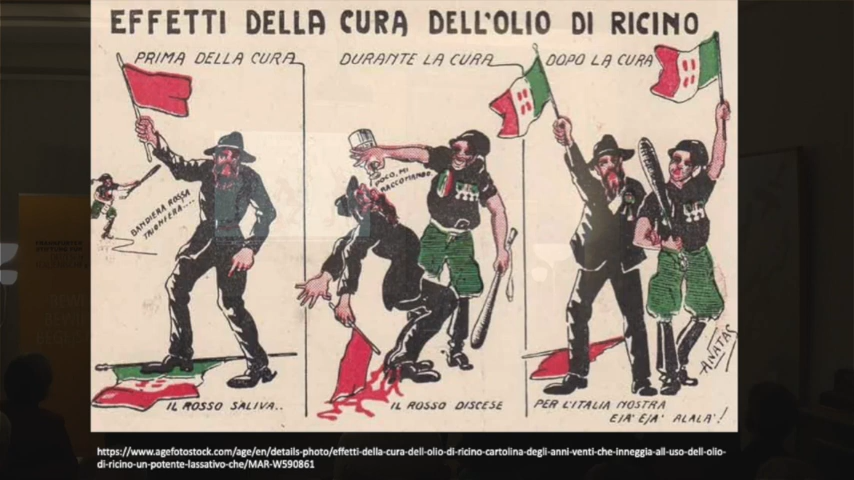 EFFETTI DELLA CURA DELL'OLIO DI RICINO
PRIMA DELLA CURA
DURANTE LA CURA
DOPO LA CURA
BANDIERA ROSSA
TRIONFERÀ....
POCO, MI
RACCOMANDO.
IL ROSSO SALIVA..
IL ROSSO DISCESE
PER L'ITALIA NOSTRA
EIA' EJA' ALALA'!
ANATAS
https://www.agefotostock.com/age/en/details-photo/effetti-della-cura-dell-olio-di-ricino-cartolina-degli-anni-venti-che-inneggia-all-uso-dell-olio-
di-ricino-un-potente-lassativo-che/MAR-W590861